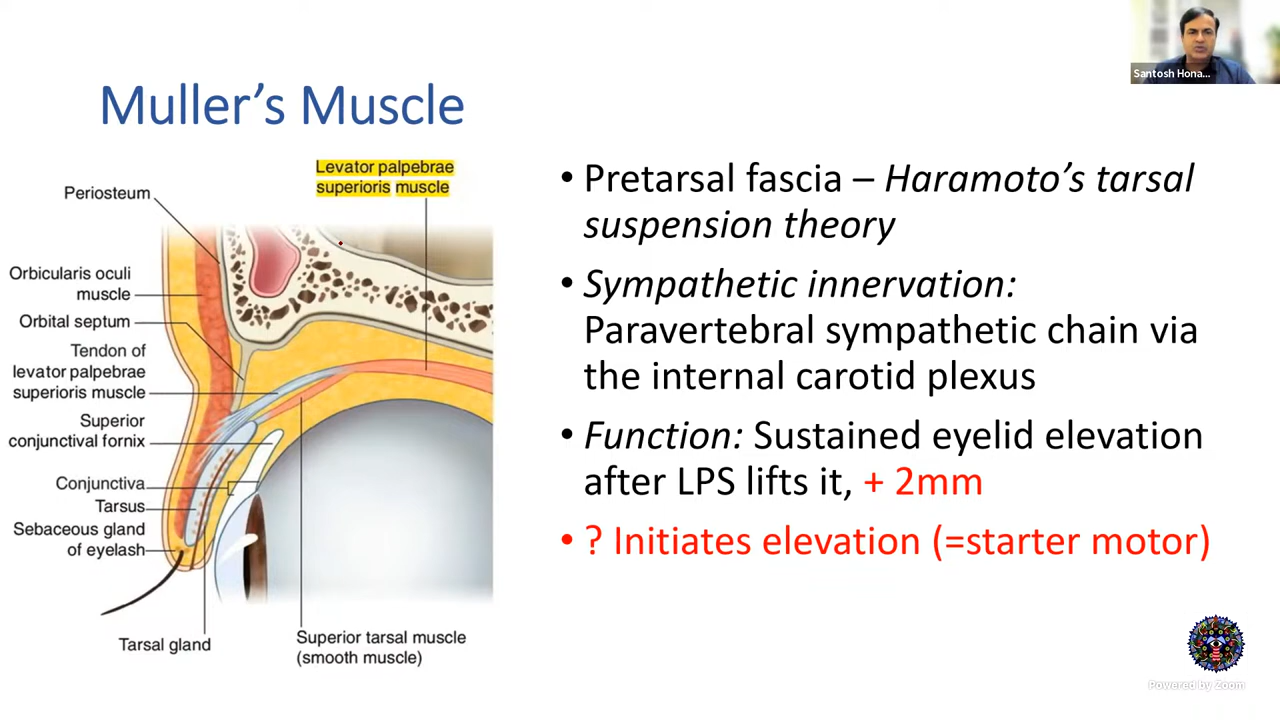 Santosh Hona...
Muller’s Muscle
Levator palpebrae
superioris muscle
Periosteum
Orbicularis oculi
muscle
Orbital septum
Tendon of
levator palpebrae
superioris muscle
Superior
conjunctival fornix
Conjunctiva
Tarsus
Sebaceous gland
of eyelash
Tarsal gland
Superior tarsal muscle
(smooth muscle)
• Pretarsal fascia – Haramoto’s tarsal
suspension theory
• Sympathetic innervation:
Paravertebral sympathetic chain via
the internal carotid plexus
• Function: Sustained eyelid elevation
after LPS lifts it, + 2mm
• ? Initiates elevation (=starter motor)
Powered by Zoom